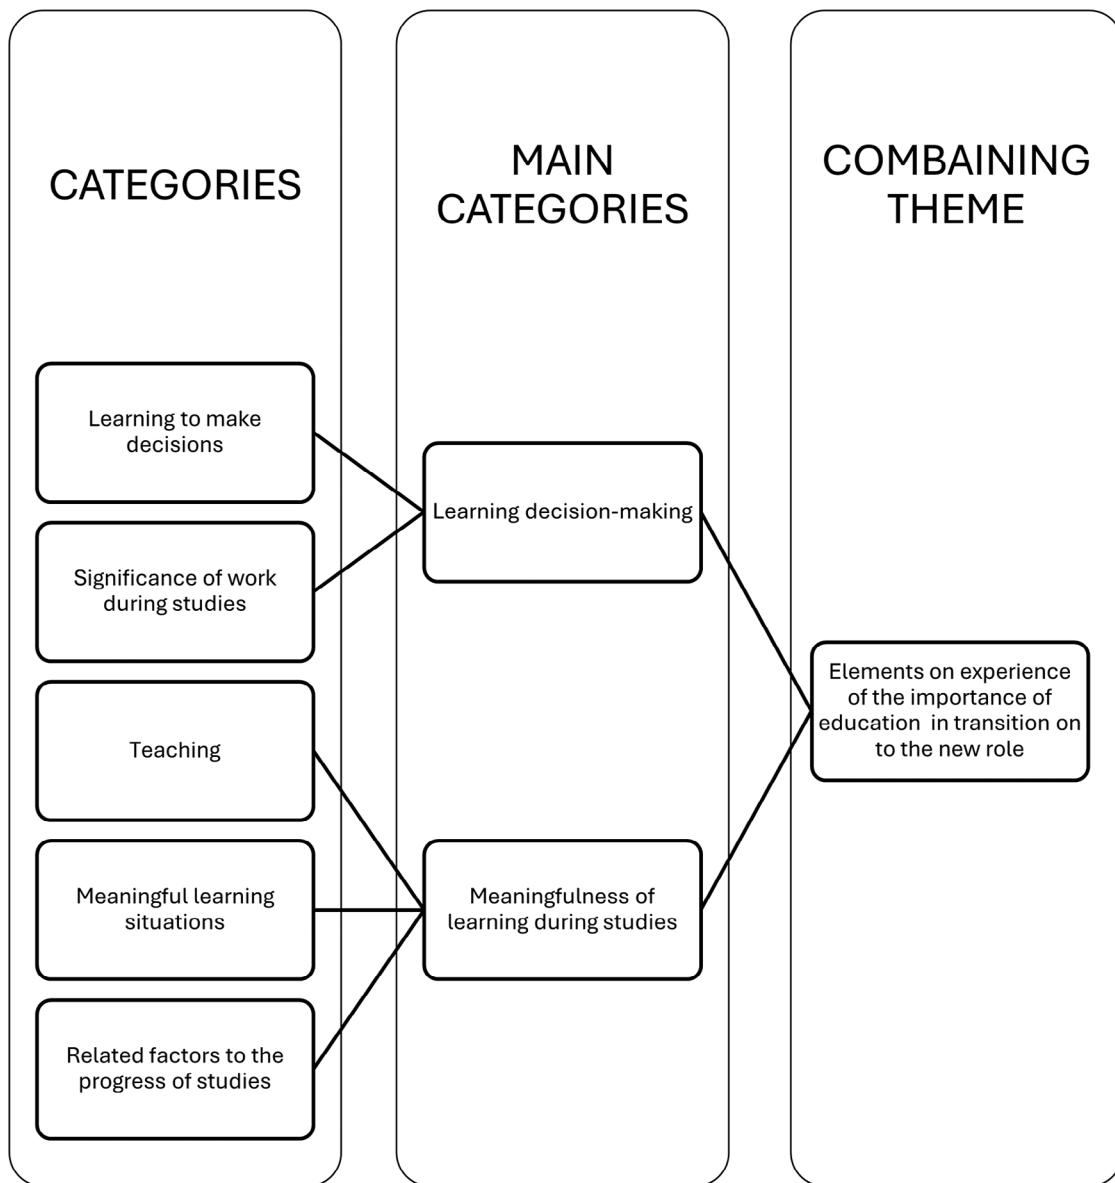 CATEGORIES
MAIN
CATEGORIES
COMBAINING
THEME
Learning to make
decisions
Significance of work
during studies
Teaching
Meaningful learning
situations
Related factors to the
progress of studies
Learning decision-making
Meaningfulness of
learning during studies
Elements on experience
of the importance of
education  in transition on
to the new role